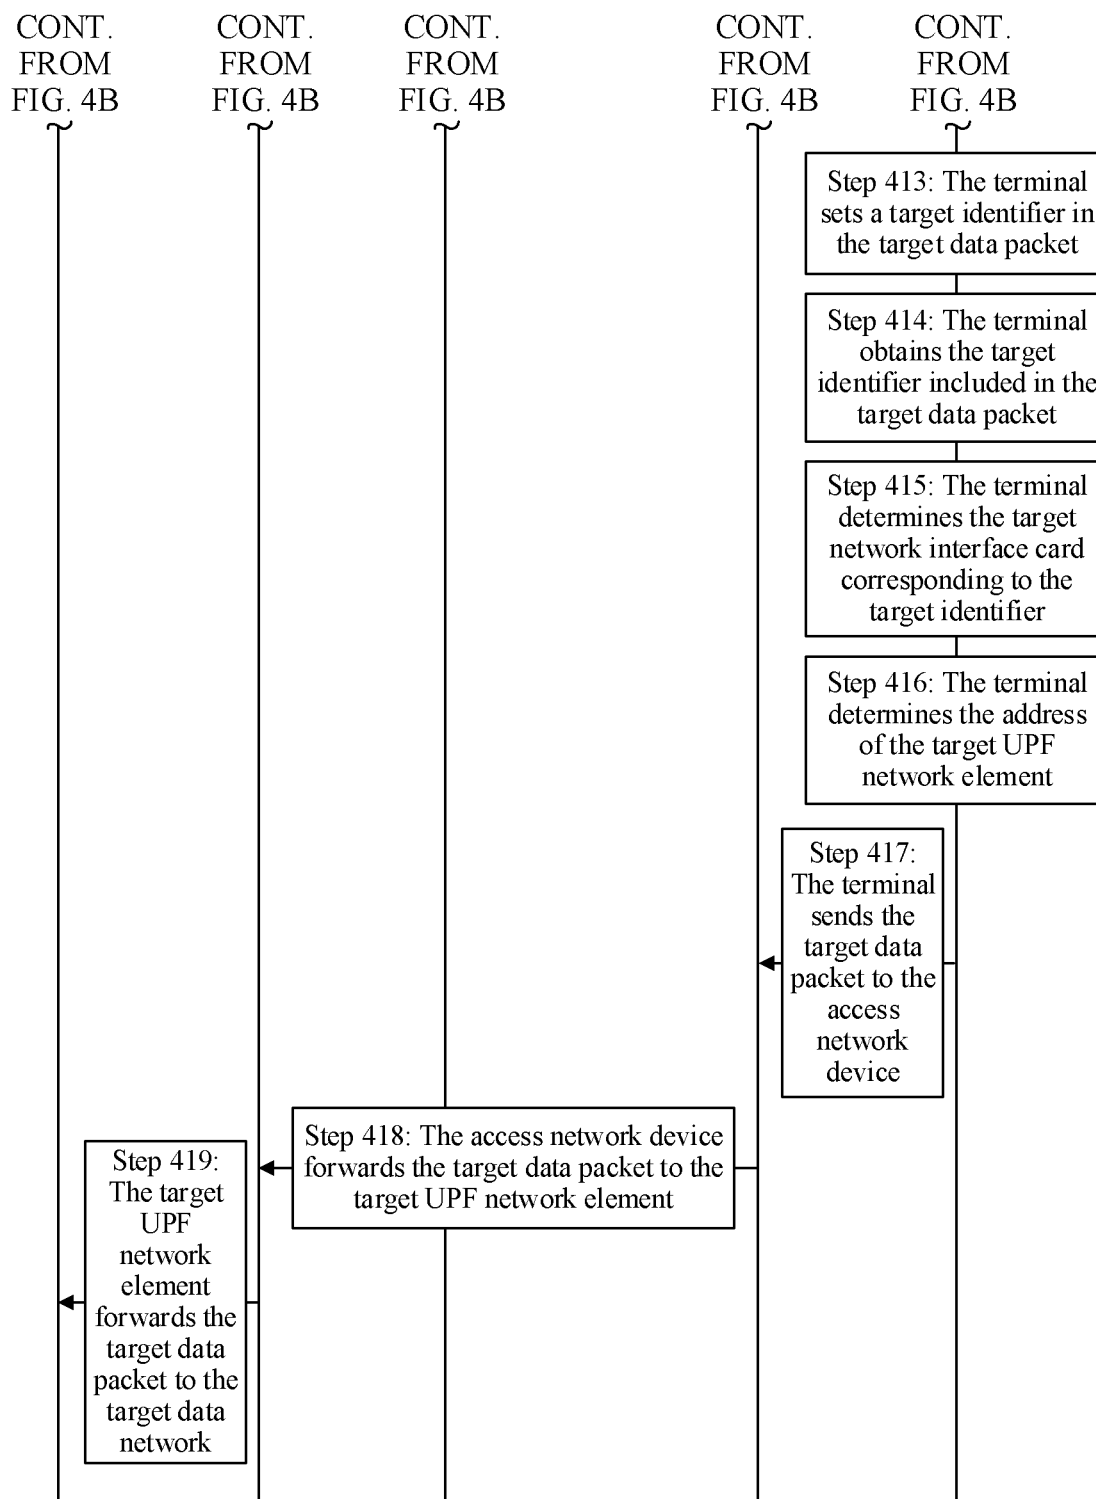 CONT.
FROM
FIG. 4B
CONT.
FROM
FIG. 4B
CONT.
FROM
FIG. 4B
CONT.
FROM
FIG. 4B
CONT.
FROM
FIG. 4B
Step 413: The terminal
sets a target identifier in
the target data packet
Step 414: The terminal
obtains the target
identifier included in the
target data packet
Step 415: The terminal
determines the target
network interface card
corresponding to the
target identifier
Step 416: The terminal
determines the address
of the target UPF
network element
Step 417:
The terminal
sends the
target data
packet to the
access
network
device
Step 418: The access network device
forwards the target data packet to the
target UPF network element
Step 419:
The target
UPF
network
element
forwards the
target data
packet to the
target data
network